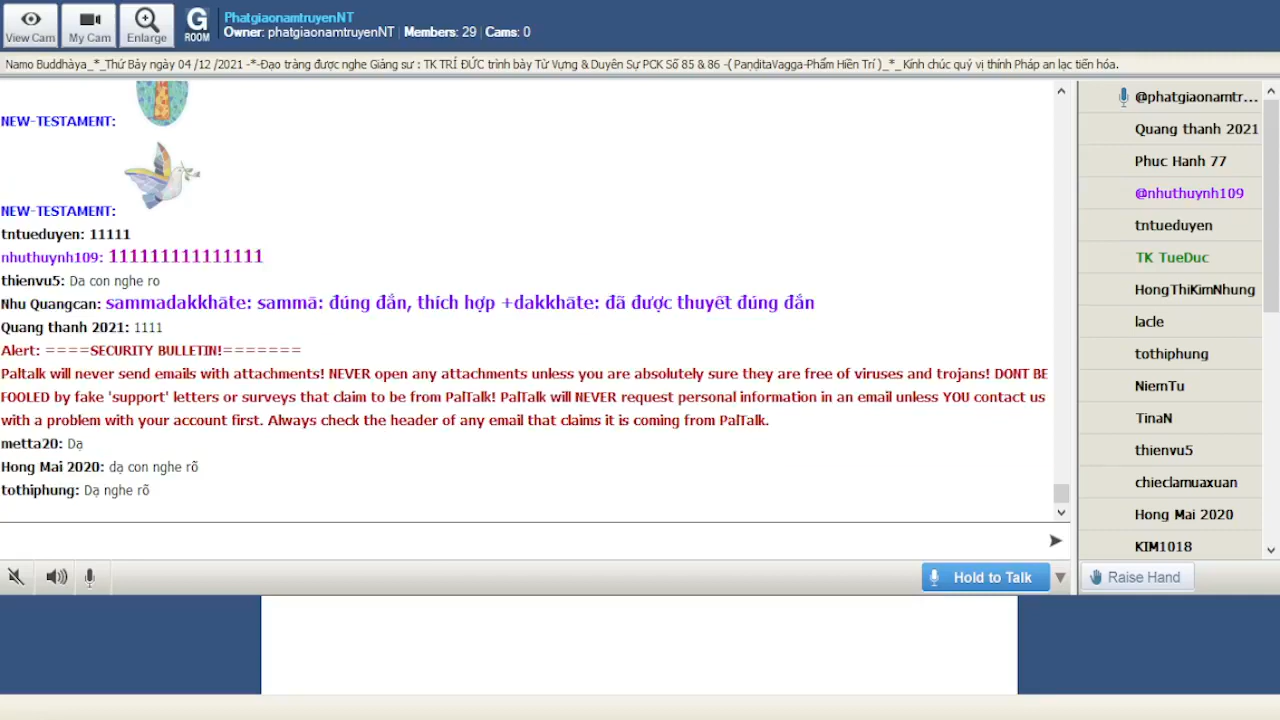 View Cam
My Cam
Enlarge
G
ROOM
PhatgiaonamtruyenNT
Owner: phatgiaonamtruyenNT | Members: 29 | Cams: 0
Namo Buddhàya_*_Thứ Bảy ngày 04 /12 /2021 -*-Đạo tràng được nghe Giảng sư : TK TRÍ ĐỨC trình bày Từ Vựng & Duyên Sự PCK Số 85 & 86 -( PaṇḍitaVagga-Phẩm Hiền Trí )_*_ Kính chúc quý vị thính Pháp an lạc tiến hóa.
NEW-TESTAMENT:
NEW-TESTAMENT:
tntueduyen: 11111
nhuthuynh109: 111111111111111
thienvu5: Da con nghe ro
Nhu Quangcan: sammadakkhāte: sammā: đúng đắn, thích hợp +dakkhāte: đã được thuyết đúng đắn
Quang thanh 2021: 1111
Alert: ====SECURITY BULLETIN!=======
Paltalk will never send emails with attachments! NEVER open any attachments unless you are absolutely sure they are free of viruses and trojans! DONT BE
FOOLED by fake 'support' letters or surveys that claim to be from PalTalk! PalTalk will NEVER request personal information in an email unless YOU contact us
with a problem with your account first. Always check the header of any email that claims it is coming from PalTalk.
metta20: Dạ
Hong Mai 2020: dạ con nghe rõ
tothiphung: Dạ nghe rõ
Hold to Talk
@phatgiaonamtr...
Quang thanh 2021
Phuc Hanh 77
@nhuthuynh109
tntueduyen
TK TueDuc
HongThiKimNhung
lacle
tothiphung
NiemTu
TinaN
thienvu5
chieclamuaxuan
Hong Mai 2020
KIM1018
Raise Hand